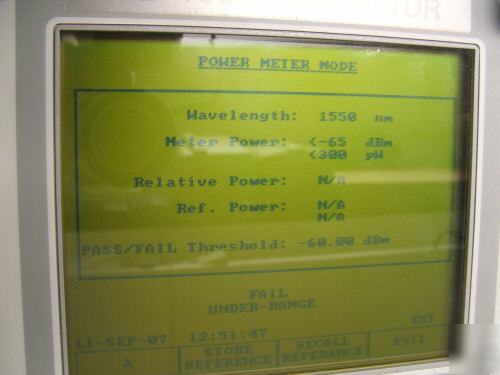 OTDR
POWER METER MODE
Wavelength: 1550 nm
Meter Power: <-65 dBm
<300 pW
Relative Power: N/A
Ref. Power: N/A
N/A
PASS/FAIL Threshold: -60.00 dBm
FAIL
UNDER-RANGE
EXT
11-SEP-07 12:51:47
λ
STORE
REFERENCE
RECALL
REFERENCE
EXIT